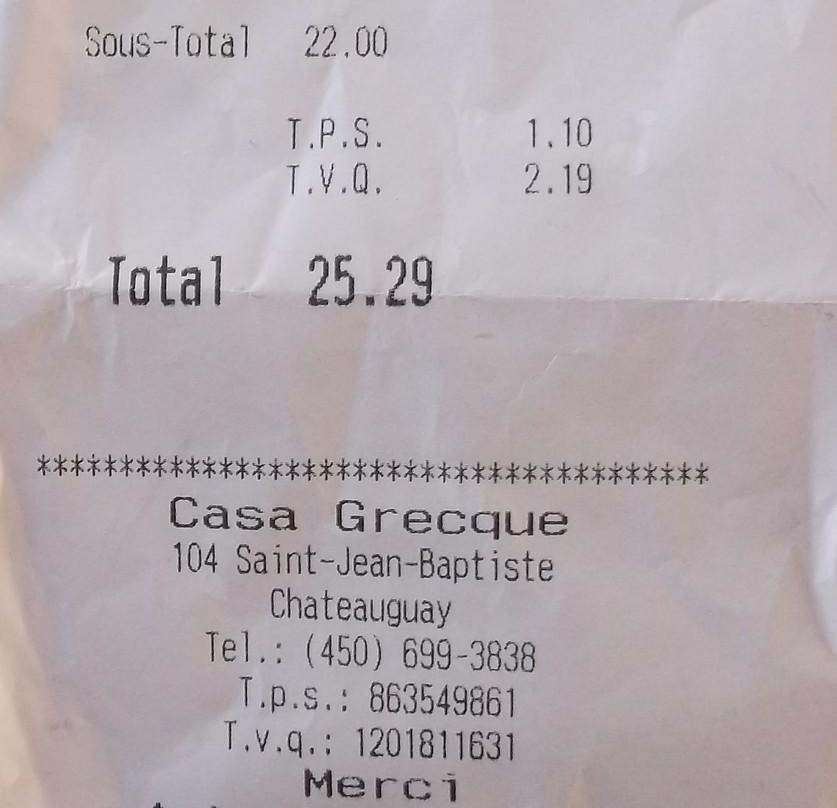 Sous-Total 22.00
T.P.S. 1.10
T.V.Q. 2.19
Total 25.29
*****************************************
Casa Grecque
104 Saint-Jean-Baptiste
Chateauguay
Tel.: (450) 699-3838
T.p.s.: 863549861
T.v.q.: 1201811631
Merci